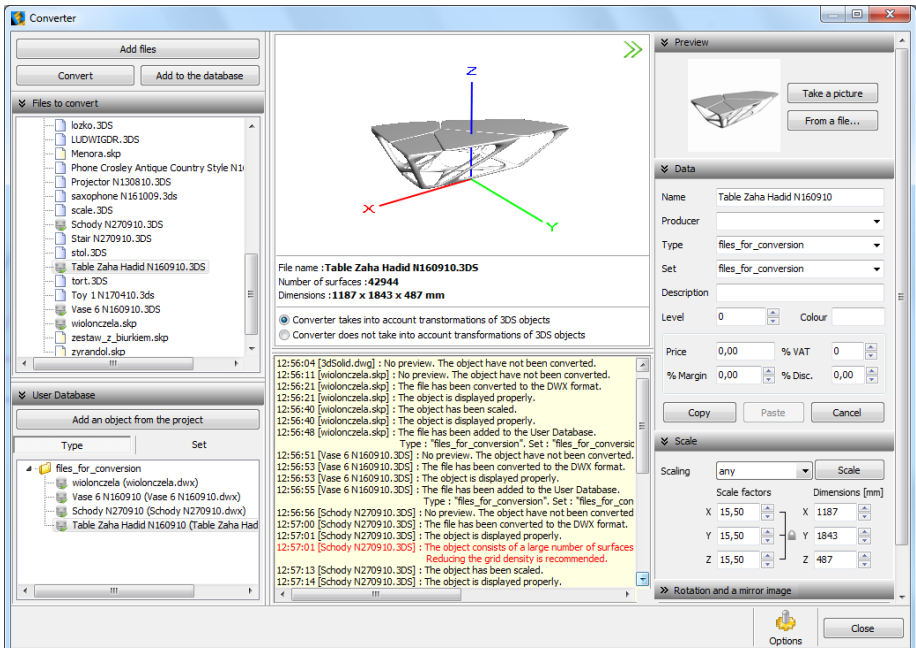 Converter
Add files
Convert
Add to the database
Files to convert
lozko.3DS
LUDWIGDR.3DS
Menora.skp
Phone Crosley Antique Country Style N1
Projector N130810.3DS
saxophone N161009.3ds
scale.3DS
Schody N270910.3DS
Stair N270910.3DS
stol.3DS
Table Zaha Hadid N160910.3DS
tort.3DS
Toy 1 N170410.3ds
Vase 6 N160910.3DS
wiolonczela.skp
zestaw_z_biurkiem.skp
zyrandol.skp
User Database
Add an object from the project
Type
Set
files_for_conversion
wiolonczela (wiolonczela.dwx)
Vase 6 N160910 (Vase 6 N160910.dwx)
Schody N270910 (Schody N270910.dwx)
Table Zaha Hadid N160910 (Table Zaha Had
Z
X
Y
File name :Table Zaha Hadid N160910.3DS
Number of surfaces :42944
Dimensions :1187 x 1843 x 487 mm
Converter takes into account transtormations of 3DS objects
Converter does not take into account transformations of 3DS objects
12:56:04 [3dSolid.dwg] : No preview. The object have not been converted.
12:56:11 [wiolonczela.skp] : No preview. The object have not been converted.
12:56:21 [wiolonczela.skp] : The file has been converted to the DWX format.
12:56:21 [wiolonczela.skp] : The object is displayed properly.
12:56:40 [wiolonczela.skp] : The object has been scaled.
12:56:40 [wiolonczela.skp] : The object is displayed properly.
12:56:48 [wiolonczela.skp] : The file has been added to the User Database.
Type : "files_for_conversion". Set : "files_for_conversic
12:56:51 [Vase 6 N160910.3DS] : No preview. The object have not been converted.
12:56:53 [Vase 6 N160910.3DS] : The file has been converted to the DWX format.
12:56:53 [Vase 6 N160910.3DS] : The object is displayed properly.
12:56:55 [Vase 6 N160910.3DS] : The file has been added to the User Database.
Type : "files_for_conversion". Set : "files_for_con
12:56:56 [Schody N270910.3DS] : No preview. The object have not been converted
12:57:00 [Schody N270910.3DS] : The file has been converted to the DWX format.
12:57:01 [Schody N270910.3DS] : The object is displayed properly.
12:57:01 [Schody N270910.3DS] : The object consists of a large number of surfaces
Reducing the grid density is recommended.
12:57:13 [Schody N270910.3DS] : The object has been scaled.
12:57:14 [Schody N270910.3DS] : The object is displayed properly.
Preview
Take a picture
From a file...
Data
Name Table Zaha Hadid N160910
Producer
Type files_for_conversion
Set files_for_conversion
Description
Level 0 Colour
Price 0,00 % VAT 0
% Margin 0,00 % Disc. 0,00
Copy Paste Cancel
Scale
Scaling any Scale
Scale factors Dimensions [mm]
X 15,50 X 1187
Y 15,50 Y 1843
Z 15,50 Z 487
Rotation and a mirror image
Options
Close